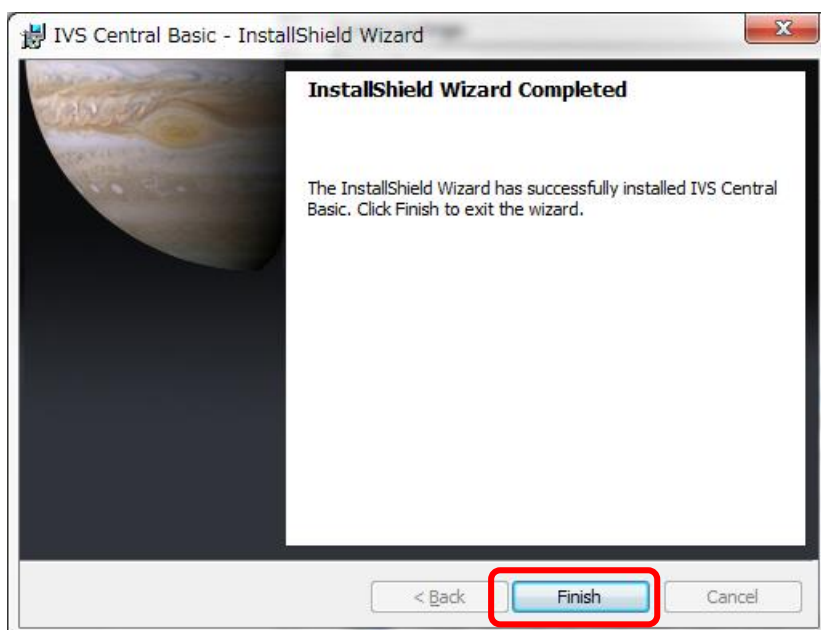 IVS Central Basic - InstallShield Wizard
InstallShield Wizard Completed
The InstallShield Wizard has successfully installed IVS Central
Basic. Click Finish to exit the wizard.
< Back
Finish
Cancel